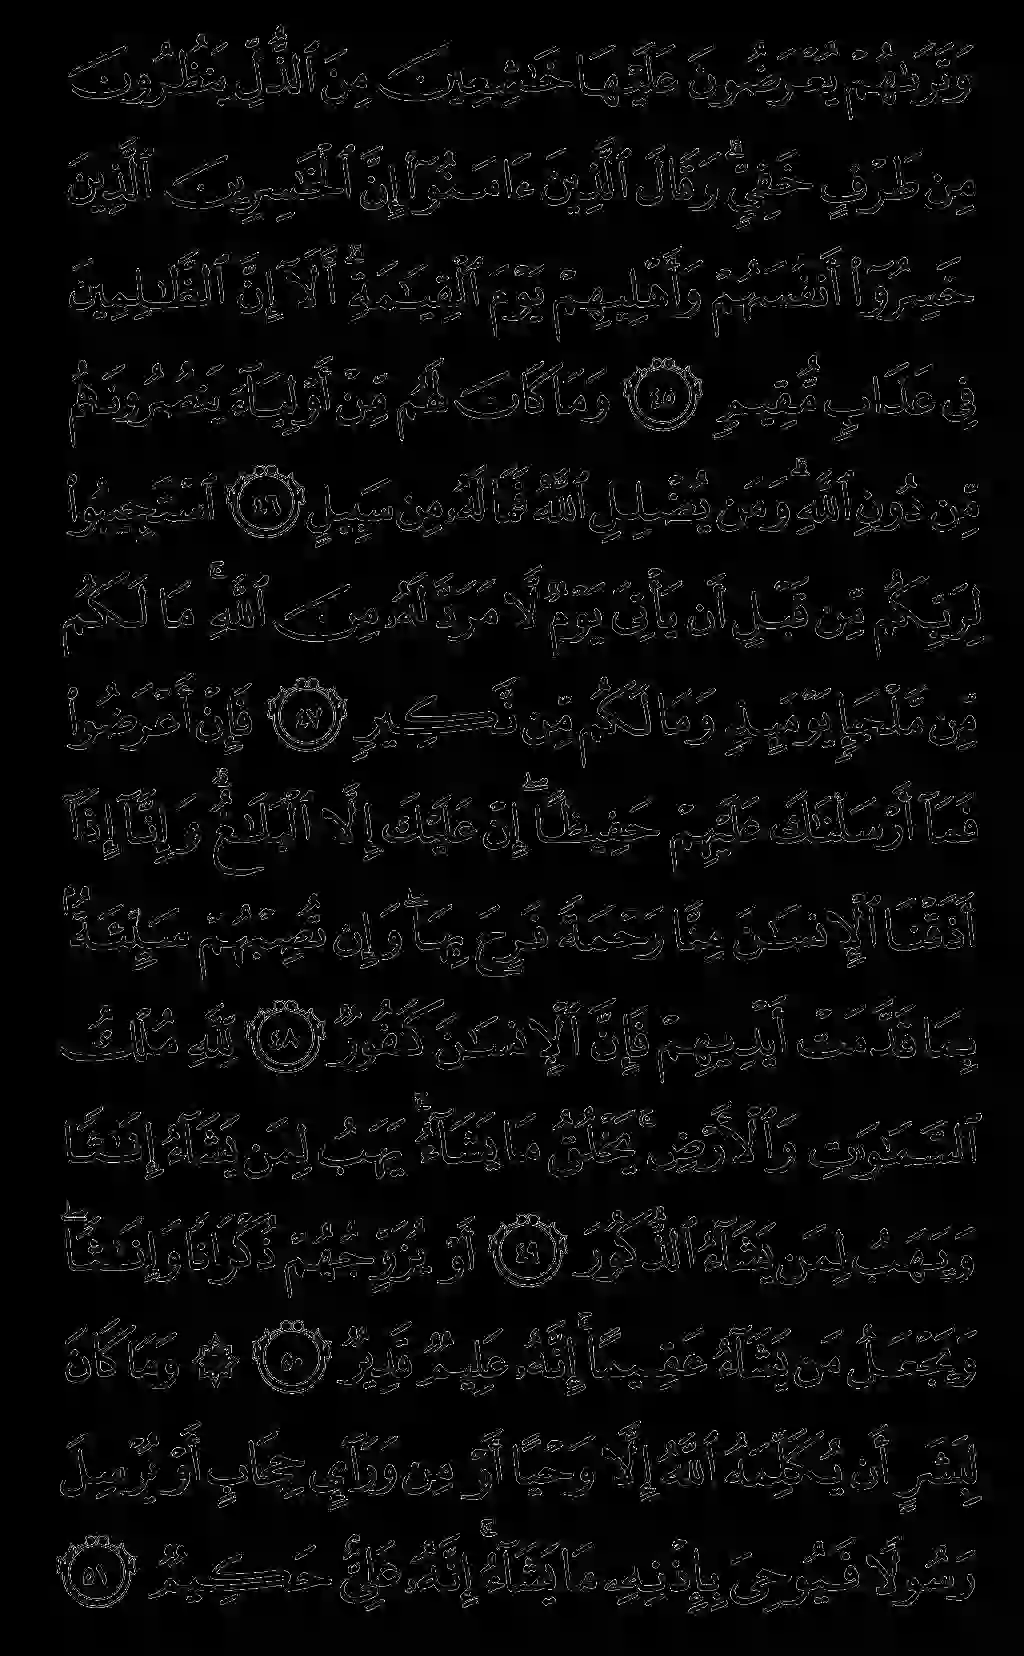 وَتَرَىٰهُمْ يُعْرَضُونَ عَلَيْهَا خَـٰشِعِينَ مِنَ ٱلذُّلِّ يَنظُرُونَ
مِن طَرْفٍ خَفِىٍّ ۗ وَقَالَ ٱلَّذِينَ ءَامَنُوٓا۟ إِنَّ ٱلْخَـٰسِرِينَ ٱلَّذِينَ
خَسِرُوٓا۟ أَنفُسَهُمْ وَأَهْلِيهِمْ يَوْمَ ٱلْقِيَـٰمَةِ ۗ أَلَآ إِنَّ ٱلظَّـٰلِمِينَ
فِى عَذَابٍ مُّقِيمٍ ٤٥ وَمَا كَانَ لَهُم مِّنْ أَوْلِيَآءَ يَنصُرُونَهُم
مِّن دُونِ ٱللَّهِ ۗ وَمَن يُضْلِلِ ٱللَّهُ فَمَا لَهُۥ مِن سَبِيلٍ ٤٦ ٱسْتَجِيبُوا۟
لِرَبِّكُم مِّن قَبْلِ أَن يَأْتِىَ يَوْمٌ لَّا مَرَدَّ لَهُۥ مِنَ ٱللَّهِ ۚ مَا لَكُم
مِّن مَّلْجَإٍ يَوْمَئِذٍ وَمَا لَكُم مِّن نَّكِيرٍ ٤٧ فَإِنْ أَعْرَضُوا۟
فَمَآ أَرْسَلْنَـٰكَ عَلَيْهِمْ حَفِيظًا ۖ إِنْ عَلَيْكَ إِلَّا ٱلْبَلَـٰغُ ۗ وَإِنَّآ إِذَآ
أَذَقْنَا ٱلْإِنسَـٰنَ مِنَّا رَحْمَةً فَرِحَ بِهَا ۖ وَإِن تُصِبْهُمْ سَيِّئَةٌۢ
بِمَا قَدَّمَتْ أَيْدِيهِمْ فَإِنَّ ٱلْإِنسَـٰنَ كَفُورٌ ٤٨ لِّلَّهِ مُلْكُ
ٱلسَّمَـٰوَٰتِ وَٱلْأَرْضِ ۚ يَخْلُقُ مَا يَشَآءُ ۚ يَهَبُ لِمَن يَشَآءُ إِنَـٰثًا
وَيَهَبُ لِمَن يَشَآءُ ٱلذُّكُورَ ٤٩ أَوْ يُزَوِّجُهُمْ ذُكْرَانًا وَإِنَـٰثًا ۖ
وَيَجْعَلُ مَن يَشَآءُ عَقِيمًا ۚ إِنَّهُۥ عَلِيمٌ قَدِيرٌ ٥٠ ۞ وَمَا كَانَ
لِبَشَرٍ أَن يُكَلِّمَهُ ٱللَّهُ إِلَّا وَحْيًا أَوْ مِن وَرَآئِ حِجَابٍ أَوْ يُرْسِلَ
رَسُولًا فَيُوحِىَ بِإِذْنِهِۦ مَا يَشَآءُ ۚ إِنَّهُۥ عَلِىٌّ حَكِيمٌ ٥١